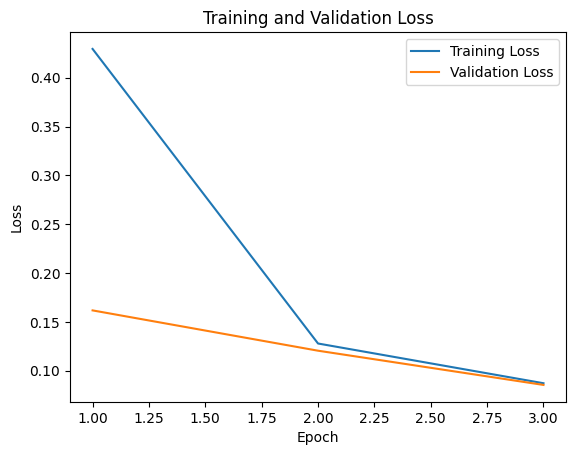 Training and Validation Loss
Training Loss
Validation Loss
Loss
0.40
0.35
0.30
0.25
0.20
0.15
0.10
1.00 1.25 1.50 1.75 2.00 2.25 2.50 2.75 3.00
Epoch